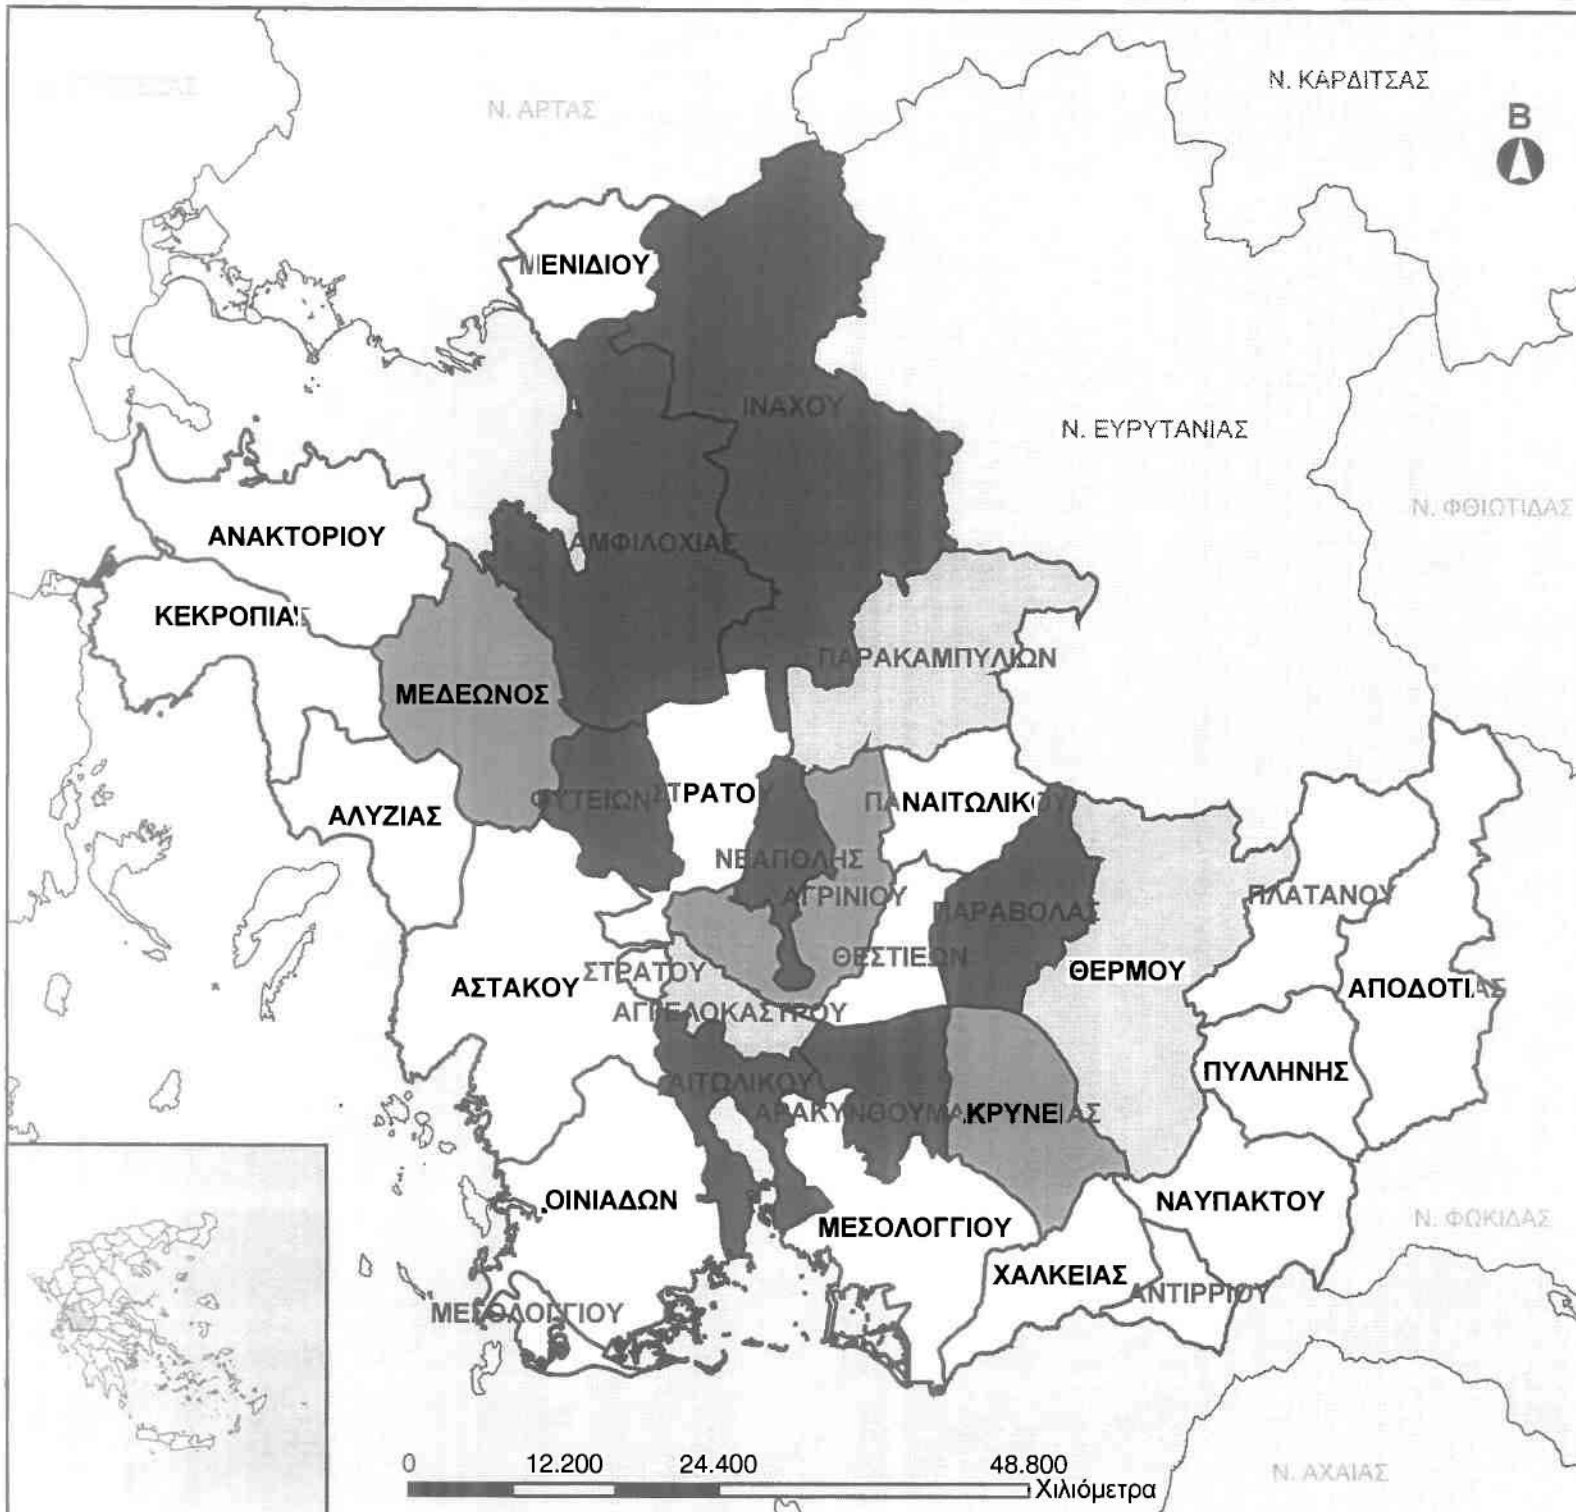 Ν. ΚΑΡΔΙΤΣΑΣ
Ν. ΑΡΤΑΣ
Β
ΜΕΝΙΔΙΟΥ
ΙΝΑΧΟΥ
Ν. ΕΥΡΥΤΑΝΙΑΣ
Ν. ΦΘΙΩΤΙΔΑΣ
ΑΝΑΚΤΟΡΙΟΥ
ΑΜΦΙΛΟΧΙΑΣ
ΚΕΚΡΟΠΙΑΣ
ΠΑΡΑΚΑΜΠΥΛΙΩΝ
ΜΕΔΕΩΝΟΣ
ΦΥΤΕΙΩΝ
ΣΤΡΑΤΟΥ
ΠΑΝΑΙΤΩΛΙΚΟΥ
ΑΛΥΖΙΑΣ
ΝΕΑΠΟΛΗΣ
ΑΓΡΙΝΙΟΥ
ΠΛΑΤΑΝΟΥ
ΠΑΡΑΒΟΛΑΣ
ΘΕΣΤΙΕΩΝ
ΘΕΡΜΟΥ
ΣΤΡΑΤΟΥ
ΑΣΤΑΚΟΥ
ΑΠΟΔΟΤΙΑΣ
ΑΓΓΕΛΟΚΑΣΤΡΟΥ
ΠΥΛΛΗΝΗΣ
ΑΙΤΩΛΙΚΟΥ
ΑΡΑΚΥΝΘΟΥ
ΜΑΚΡΥΝΕΙΑΣ
ΟΙΝΙΑΔΩΝ
ΝΑΥΠΑΚΤΟΥ
ΜΕΣΟΛΟΓΓΙΟΥ
Ν. ΦΩΚΙΔΑΣ
ΧΑΛΚΕΙΑΣ
ΑΝΤΙΡΡΙΟΥ
ΜΕΣΟΛΟΓΓΙΟΥ
Ν. ΑΧΑΙΑΣ
0 12.200 24.400 48.800
Χιλιόμετρα